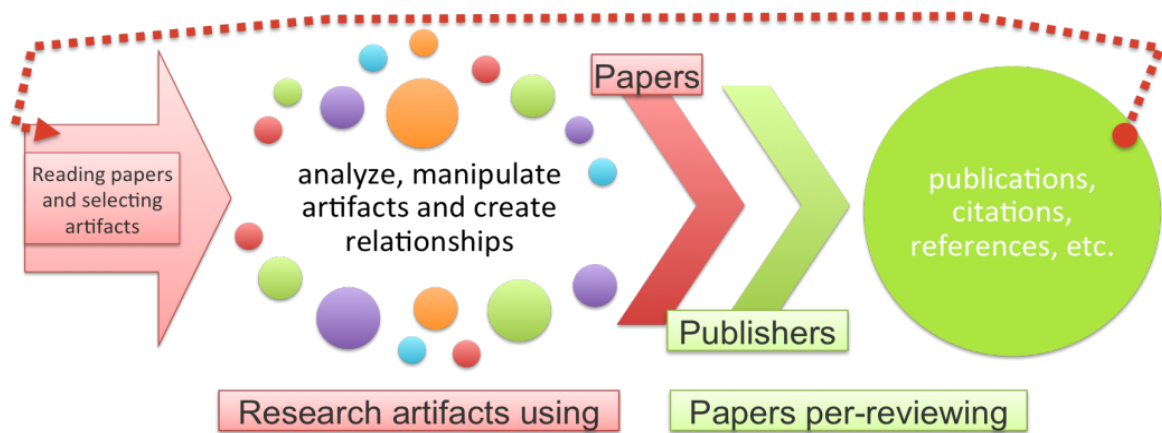 Reading papers
and selecting
artifacts
analyze, manipulate
artifacts and create
relationships
Papers
Publishers
publications,
citations,
references, etc.
Research artifacts using
Papers per-reviewing